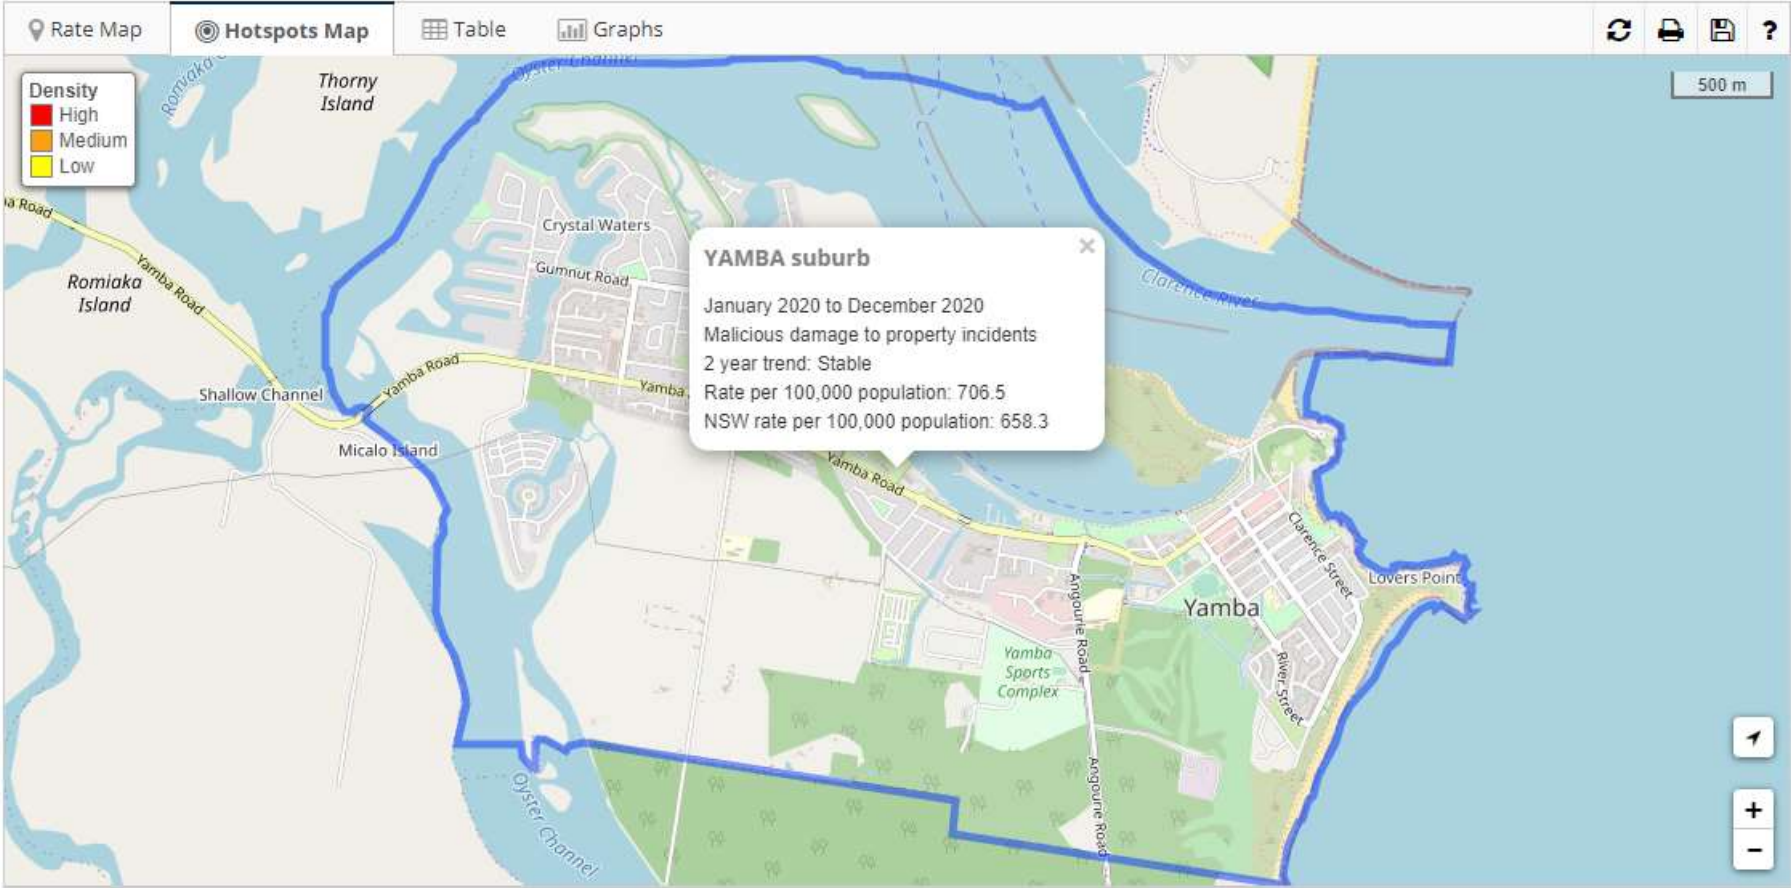 Rate Map
Hotspots Map
Table
Graphs
?
Density
High
Medium
Low
500 m
Thorny
Island
Oyster Channel
Romiaka
Crystal Waters
Gumnut Road
Yamba Road
Romiaka
Island
Shallow Channel
Yamba Road
Yamba
Micalo Island
YAMBA suburb
×
January 2020 to December 2020
Malicious damage to property incidents
2 year trend: Stable
Rate per 100,000 population: 706.5
NSW rate per 100,000 population: 658.3
Clarence River
Yamba Road
Clarence Street
Lovers Point
Yamba
Angourie Road
Yamba
Sports
Complex
River Street
Angourie Road
Oyster Channel
+
−